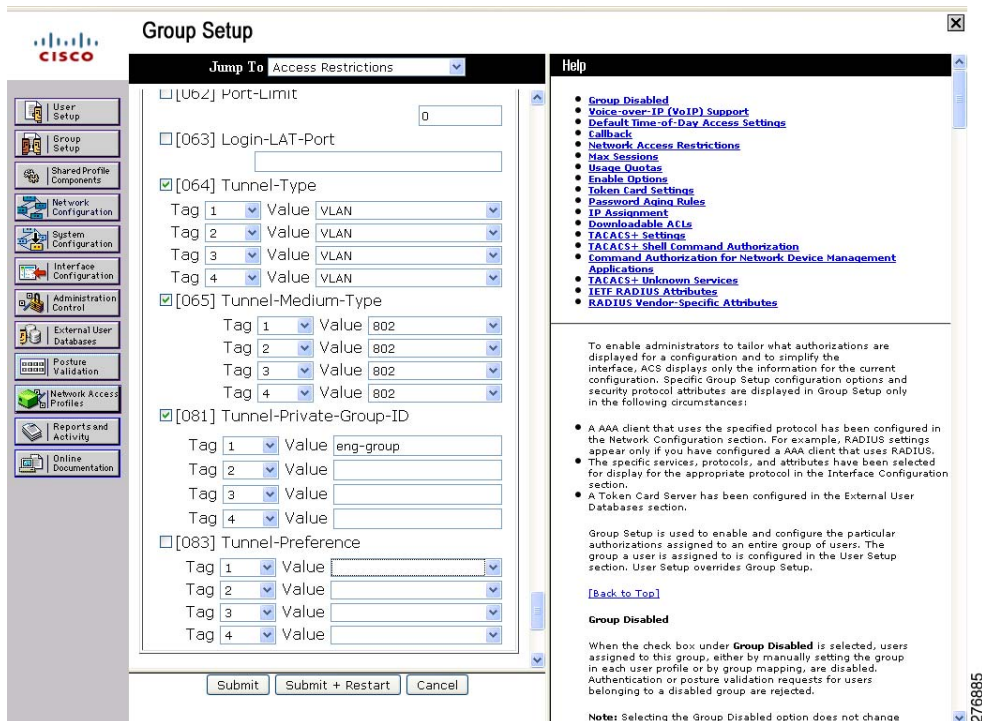 Group Setup
CISCO
Jump To Access Restrictions
Help
User
Setup
Group
Setup
Shared Profile
Components
Network
Configuration
System
Configuration
Interface
Configuration
Administration
Control
External User
Databases
Posture
Validation
Network Access
Profiles
Reports and
Activity
Online
Documentation
[062] Port-Limit
0
[063] Login-LAT-Port
[064] Tunnel-Type
Tag 1 Value VLAN
Tag 2 Value VLAN
Tag 3 Value VLAN
Tag 4 Value VLAN
[065] Tunnel-Medium-Type
Tag 1 Value 802
Tag 2 Value 802
Tag 3 Value 802
Tag 4 Value 802
[081] Tunnel-Private-Group-ID
Tag 1 Value eng-group
Tag 2 Value
Tag 3 Value
Tag 4 Value
[083] Tunnel-Preference
Tag 1 Value
Tag 2 Value
Tag 3 Value
Tag 4 Value
Submit Submit + Restart Cancel
Group Disabled
Voice-over-IP (VoIP) Support
Default Time-of-Day Access Settings
Callback
Network Access Restrictions
Max Sessions
Usage Quotas
Enable Options
Token Card Settings
Password Aging Rules
IP Assignment
Downloadable ACLs
TACACS+ Settings
TACACS+ Shell Command Authorization
Command Authorization for Network Device Management
Applications
TACACS+ Unknown Services
IETF RADIUS Attributes
RADIUS Vendor-Specific Attributes
To enable administrators to tailor what authorizations are
displayed for a configuration and to simplify the
interface, ACS displays only the information for the current
configuration. Specific Group Setup configuration options and
security protocol attributes are displayed in Group Setup only
in the following circumstances:
A AAA client that uses the specified protocol has been configured in
the Network Configuration section. For example, RADIUS settings
appear only if you have configured a AAA client that uses RADIUS.
The specific services, protocols, and attributes have been selected
for display for the appropriate protocol in the Interface Configuration
section.
A Token Card Server has been configured in the External User
Databases section.
Group Setup is used to enable and configure the particular
authorizations assigned to an entire group of users. The
group a user is assigned to is configured in the User Setup
section. User Setup overrides Group Setup.
[Back to Top]
Group Disabled
When the check box under Group Disabled is selected, users
assigned to this group, either by manually setting the group
in each user profile or by group mapping, are disabled.
Authentication or posture validation requests for users
belonging to a disabled group are rejected.
Note: Selecting the Group Disabled option does not change
276885